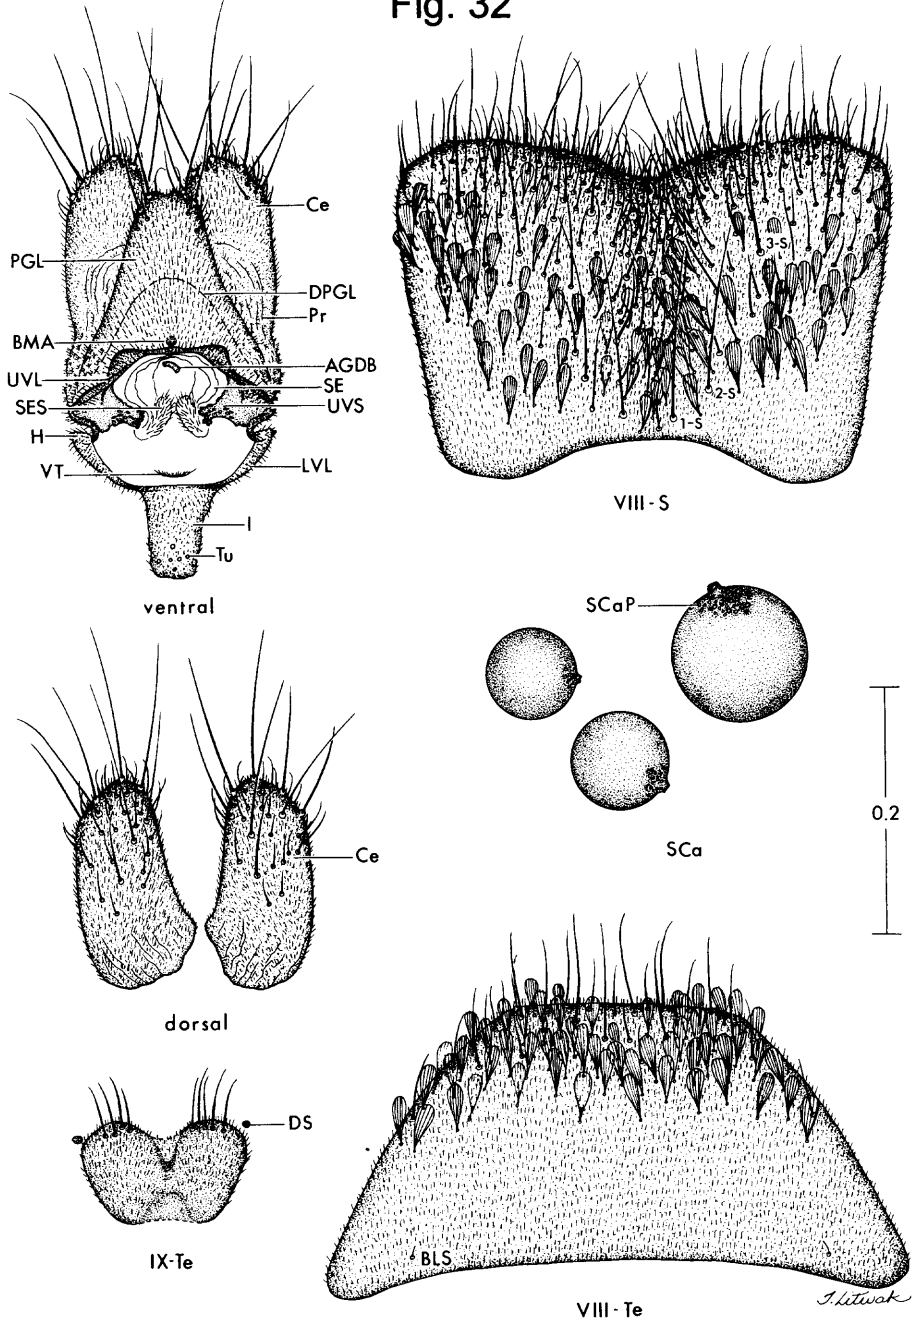 Fig. 32
Ce
PGL
DPGL
Pr
BMA
AGDB
UVL
SE
SES
UVS
H
VT
LVL
I
Tu
ventral
3-S
2-S
1-S
VIII-S
SCaP
0.2
SCa
Ce
dorsal
DS
IX-Te
BLS
VIII-Te
T. Litwak